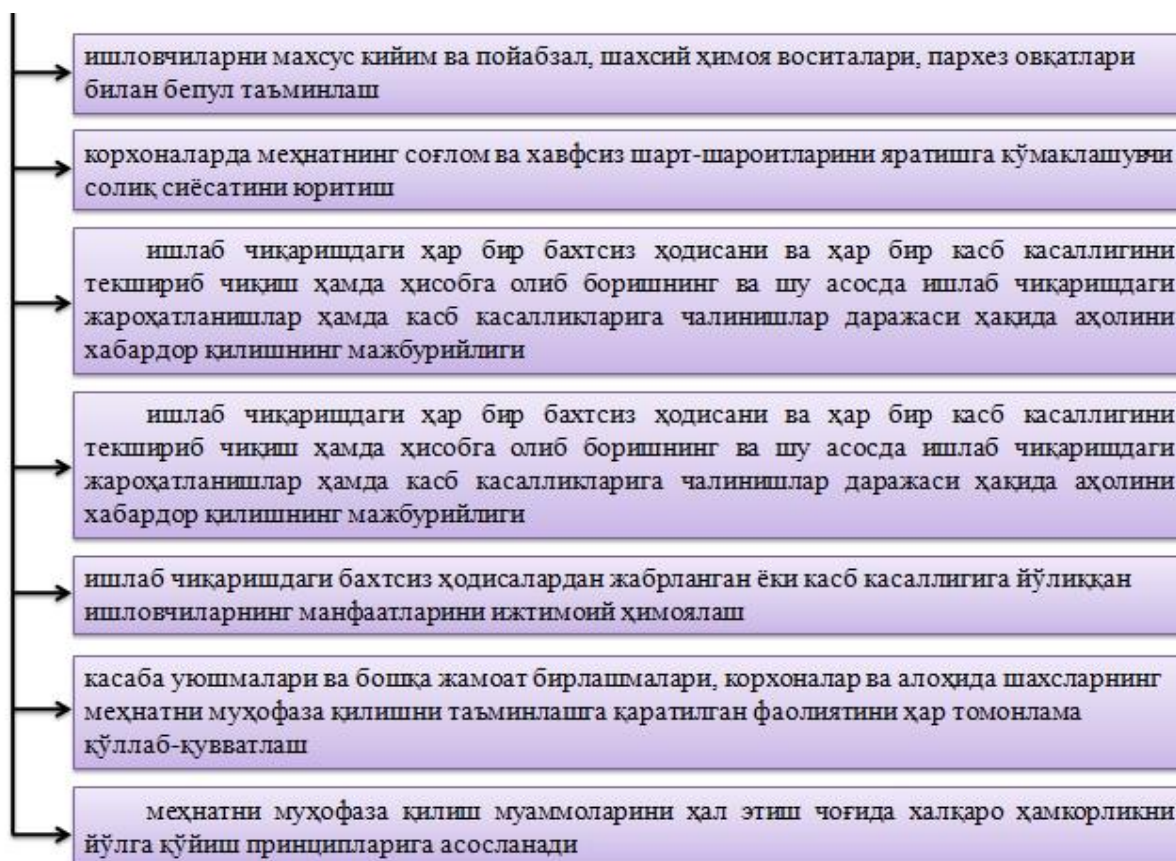 ишловчиларни махсус кийим ва пойабзал, шахсий ҳимоя воситалари, пархез овқатлари
билан бепул таъминлаш
корхоналарда меҳнатнинг соғлом ва хавфсиз шарт-шароитларини яратишга кўмаклашувчи
солиқ сиёсатини юритиш
ишлаб чиқаришдаги ҳар бир бахтсиз ҳодисани ва ҳар бир касб касаллигини
текшириб чиқиш ҳамда ҳисобга олиб боришнинг ва шу асосда ишлаб чиқаришдаги
жароҳатланишлар ҳамда касб касалликларига чалинишлар даражаси ҳақида аҳолини
хабардор қилишнинг мажбурийлиги
ишлаб чиқаришдаги ҳар бир бахтсиз ҳодисани ва ҳар бир касб касаллигини
текшириб чиқиш ҳамда ҳисобга олиб боришнинг ва шу асосда ишлаб чиқаришдаги
жароҳатланишлар ҳамда касб касалликларига чалинишлар даражаси ҳақида аҳолини
хабардор қилишнинг мажбурийлиги
ишлаб чиқаришдаги бахтсиз ҳодисалардан жабрланган ёки касб касаллигига йўлиққан
ишловчиларнинг манфаатларини ижтимоий ҳимоялаш
касаба уюшмалари ва бошқа жамоат бирлашмалари, корхоналар ва алоҳида шахсларнинг
меҳнатни муҳофаза қилишни таъминлашга қаратилган фаолиятини ҳар томонлама
қўллаб-қувватлаш
меҳнатни муҳофаза қилиш муаммоларини ҳал этиш чоғида халқаро ҳамкорликни
йўлга қўйиш принципларига асосланади